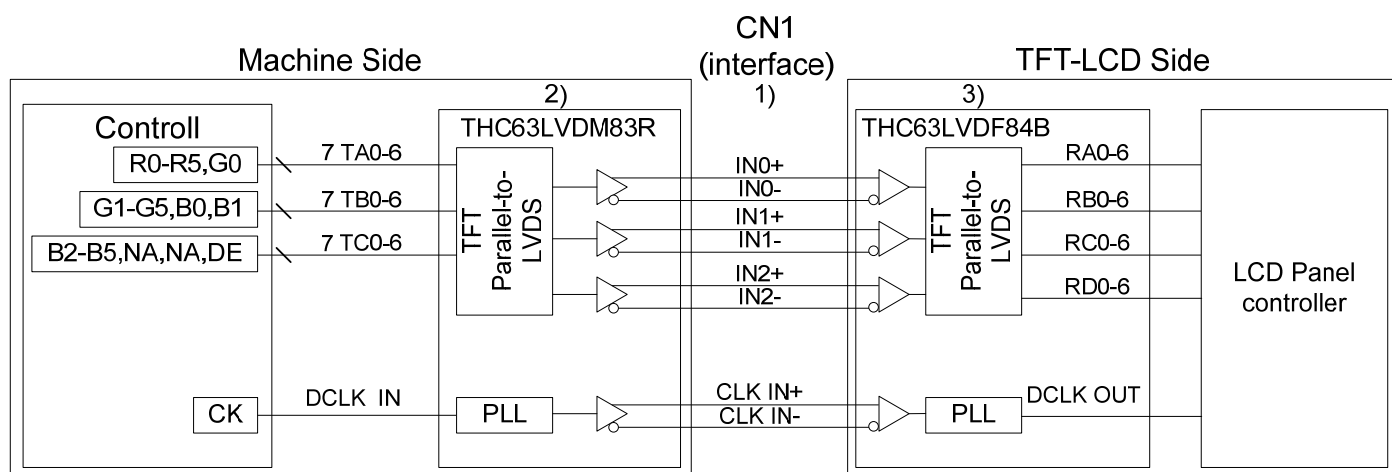 CN1
(interface)
1)
Machine Side
TFT-LCD Side
2)
3)
Controll
THC63LVDM83R
THC63LVDF84B
R0-R5,G0
7 TA0-6
G1-G5,B0,B1
7 TB0-6
B2-B5,NA,NA,DE
7 TC0-6
TFT
Parallel-to-
LVDS
IN0+
IN0-
IN1+
IN1-
IN2+
IN2-
TFT
Parallel-to-
LVDS
RA0-6
RB0-6
RC0-6
RD0-6
LCD Panel
controller
CK
DCLK IN
PLL
CLK IN+
CLK IN-
PLL
DCLK OUT